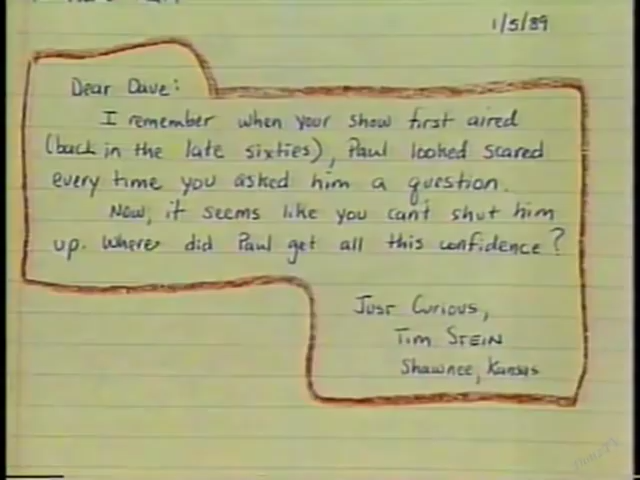 1/5/89
Dear Dave:
I remember when your show first aired
(back in the late sixties), Paul looked scared
every time you asked him a question.
Now, it seems like you can't shut him
up. Where did Paul get all this confidence?
Just Curious,
Tim Stein
Shawnee, Kansas